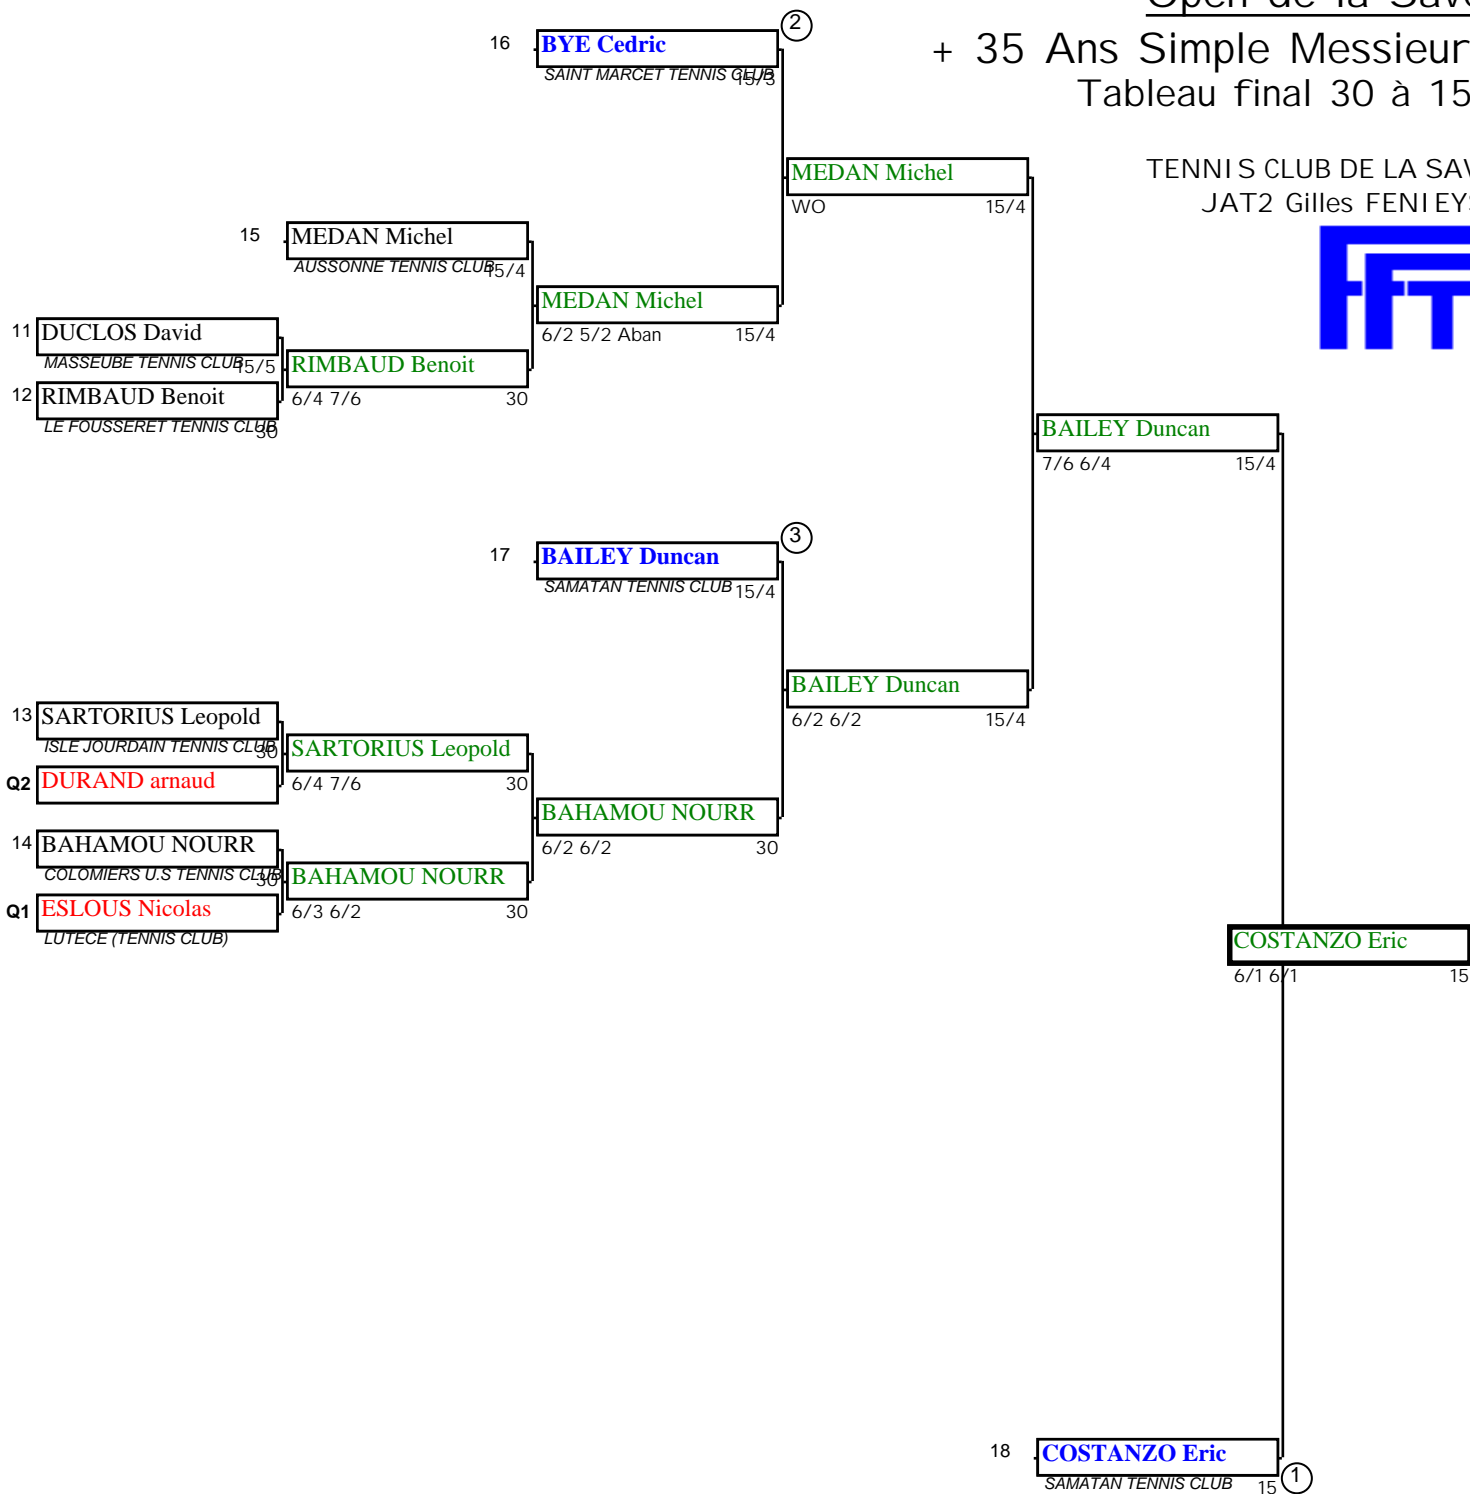 Open de la Save
+ 35 Ans Simple Messieurs
Tableau final 30 à 15
TENNIS CLUB DE LA SAV
JAT2 Gilles FENIEYS
FFT
2
16 BYE Cedric
SAINT MARCET TENNIS CLUB 15/3
MEDAN Michel
WO 15/4
15 MEDAN Michel
AUSSONNE TENNIS CLUB 15/4
MEDAN Michel
6/2 5/2 Aban 15/4
11 DUCLOS David
MASSEUBE TENNIS CLUB 15/5
RIMBAUD Benoit
6/4 7/6 30
12 RIMBAUD Benoit
LE FOUSSERET TENNIS CLUB 30
BAILEY Duncan
7/6 6/4 15/4
3
17 BAILEY Duncan
SAMATAN TENNIS CLUB 15/4
BAILEY Duncan
6/2 6/2 15/4
13 SARTORIUS Leopold
ISLE JOURDAIN TENNIS CLUB 30
SARTORIUS Leopold
6/4 7/6 30
Q2 DURAND arnaud
BAHAMOU NOURR
6/2 6/2 30
14 BAHAMOU NOURR
COLOMIERS U.S TENNIS CLUB 30
BAHAMOU NOURR
6/3 6/2 30
Q1 ESLOUS Nicolas
LUTECE (TENNIS CLUB)
COSTANZO Eric
6/1 6/1 15
18 COSTANZO Eric
SAMATAN TENNIS CLUB 15
1